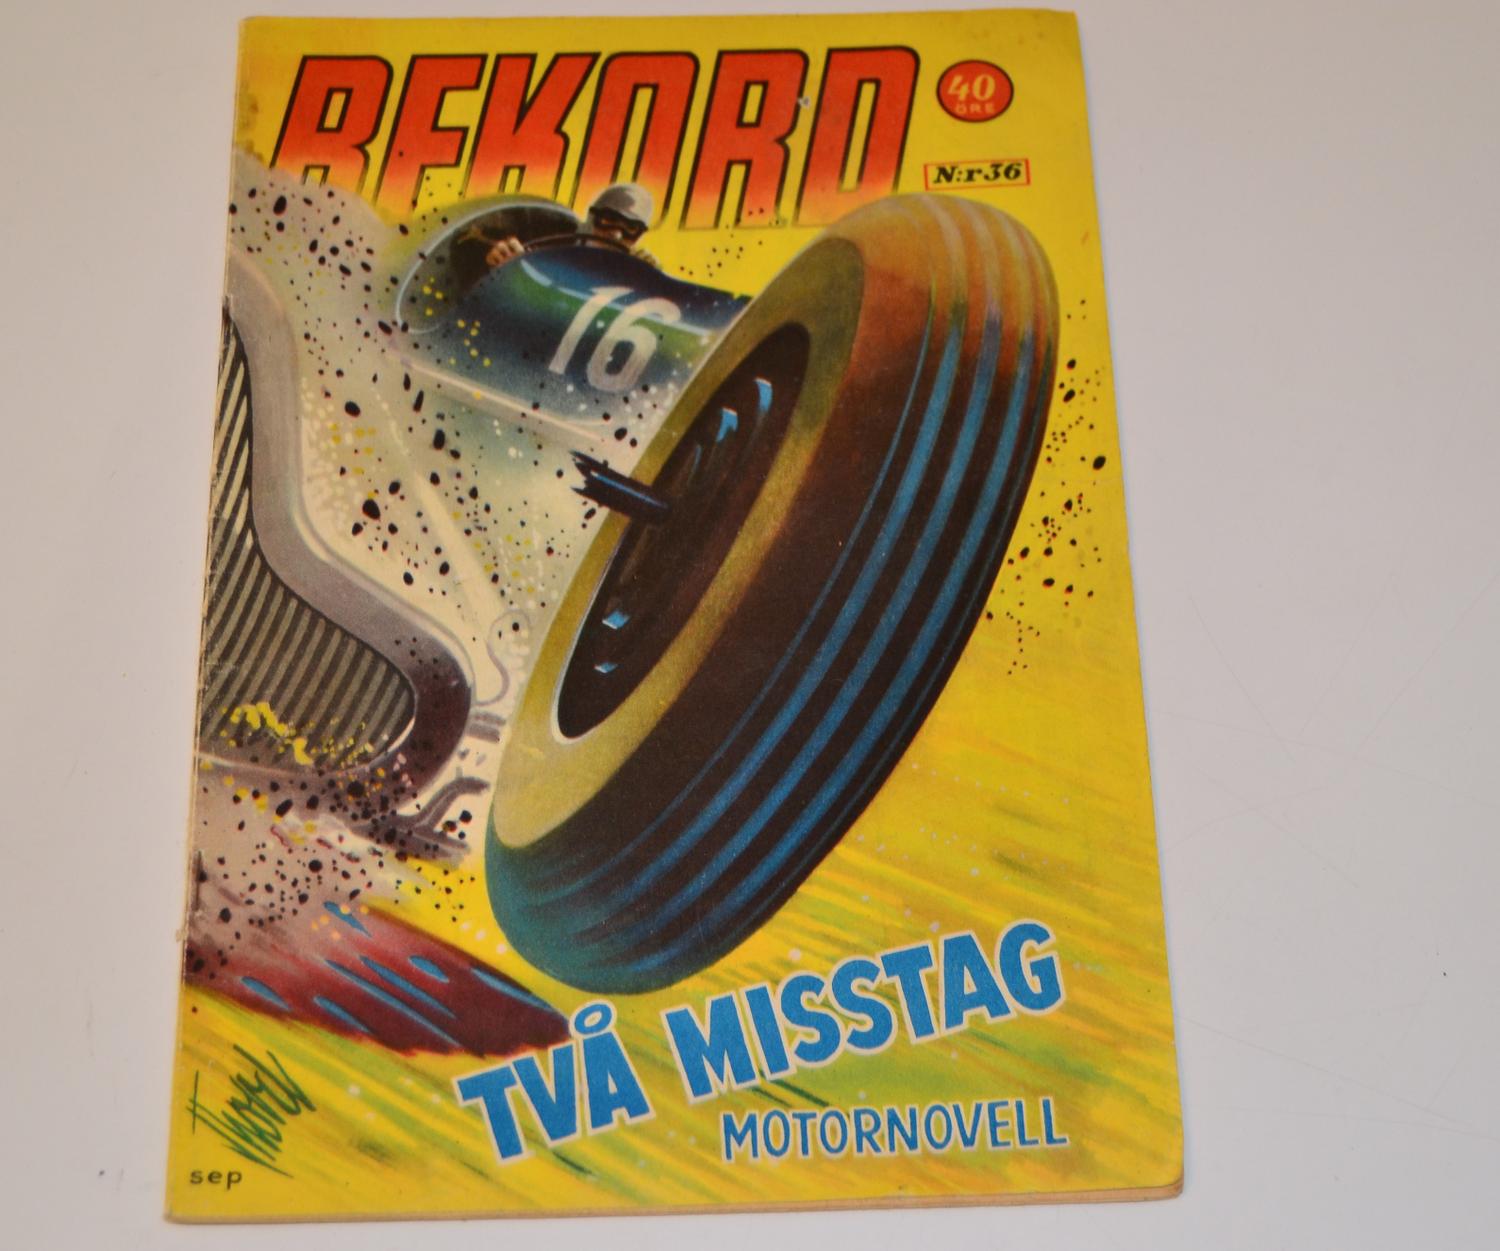 REKORD
40
ÖRE
N:r 36
16
TVÅ MISSTAG
MOTORNOVELL
sep